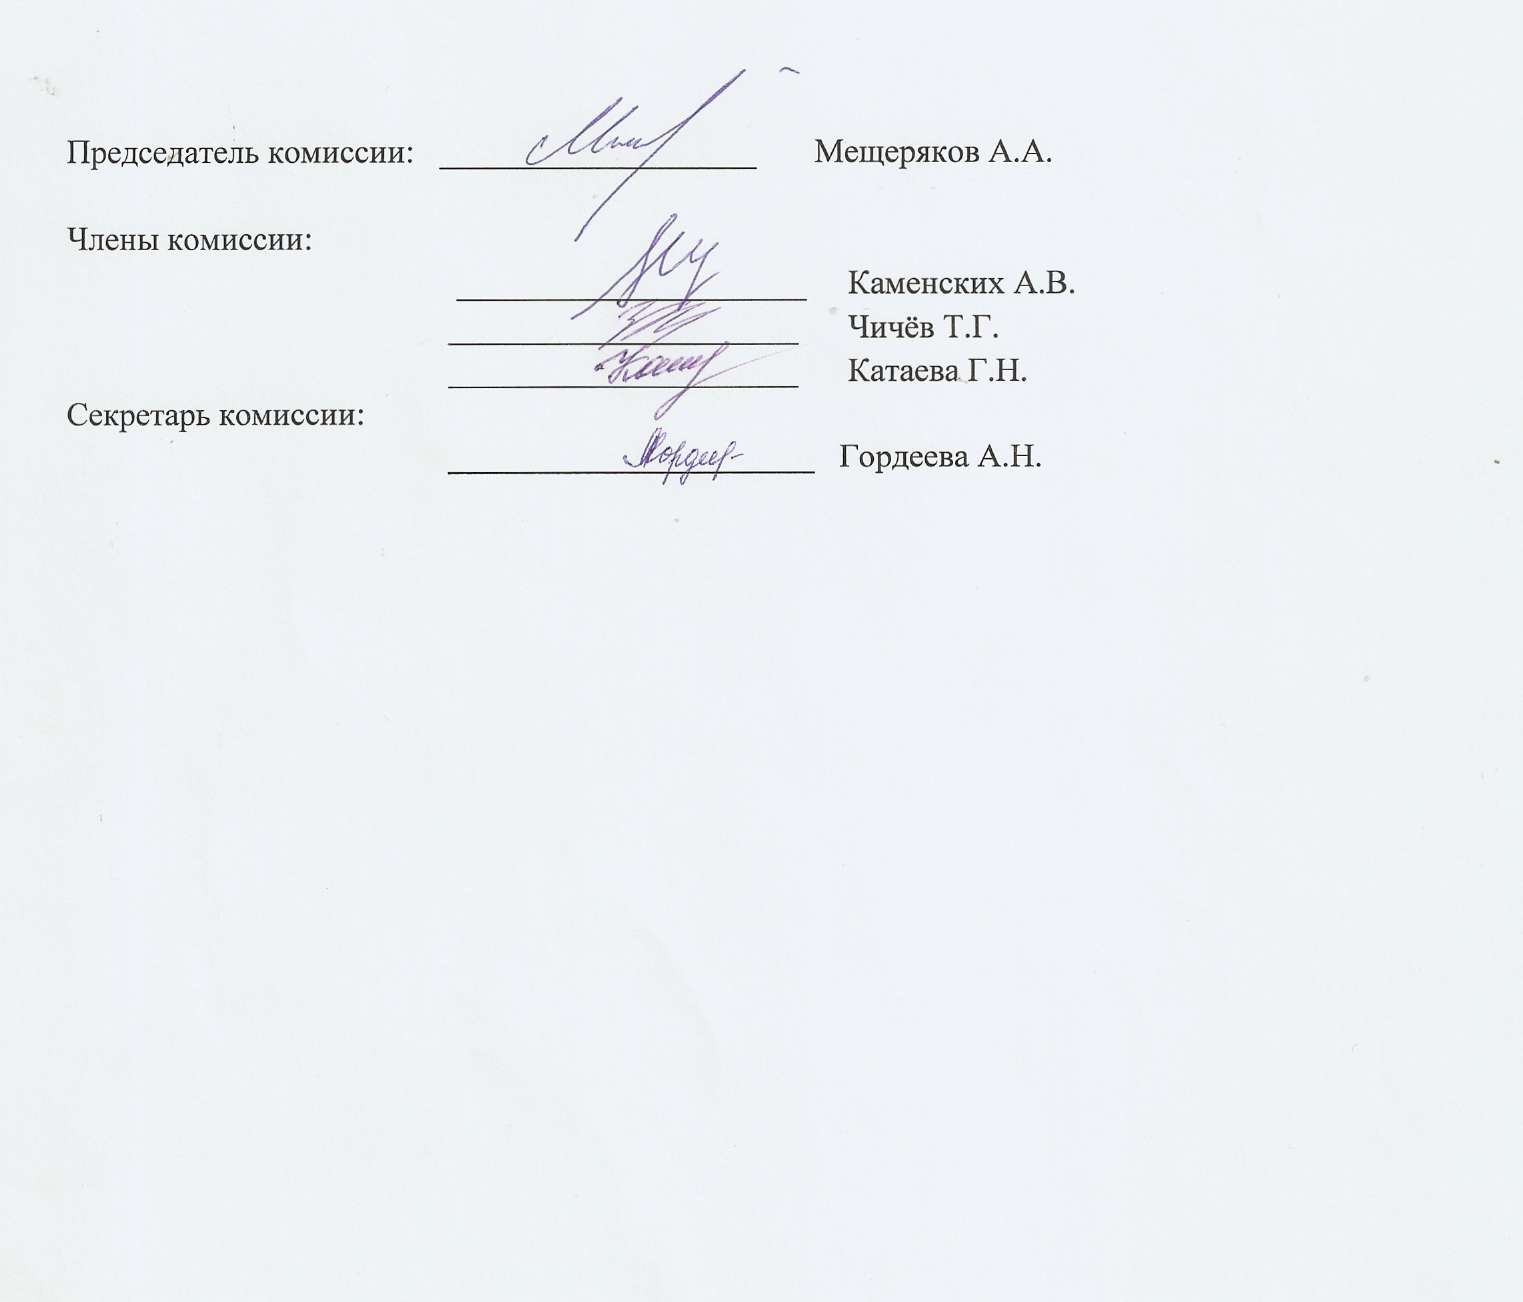 Председатель комиссии: Мещеряков А.А.
Члены комиссии:
Каменских А.В.
Чичёв Т.Г.
Катаева Г.Н.
Секретарь комиссии:
Гордеева А.Н.